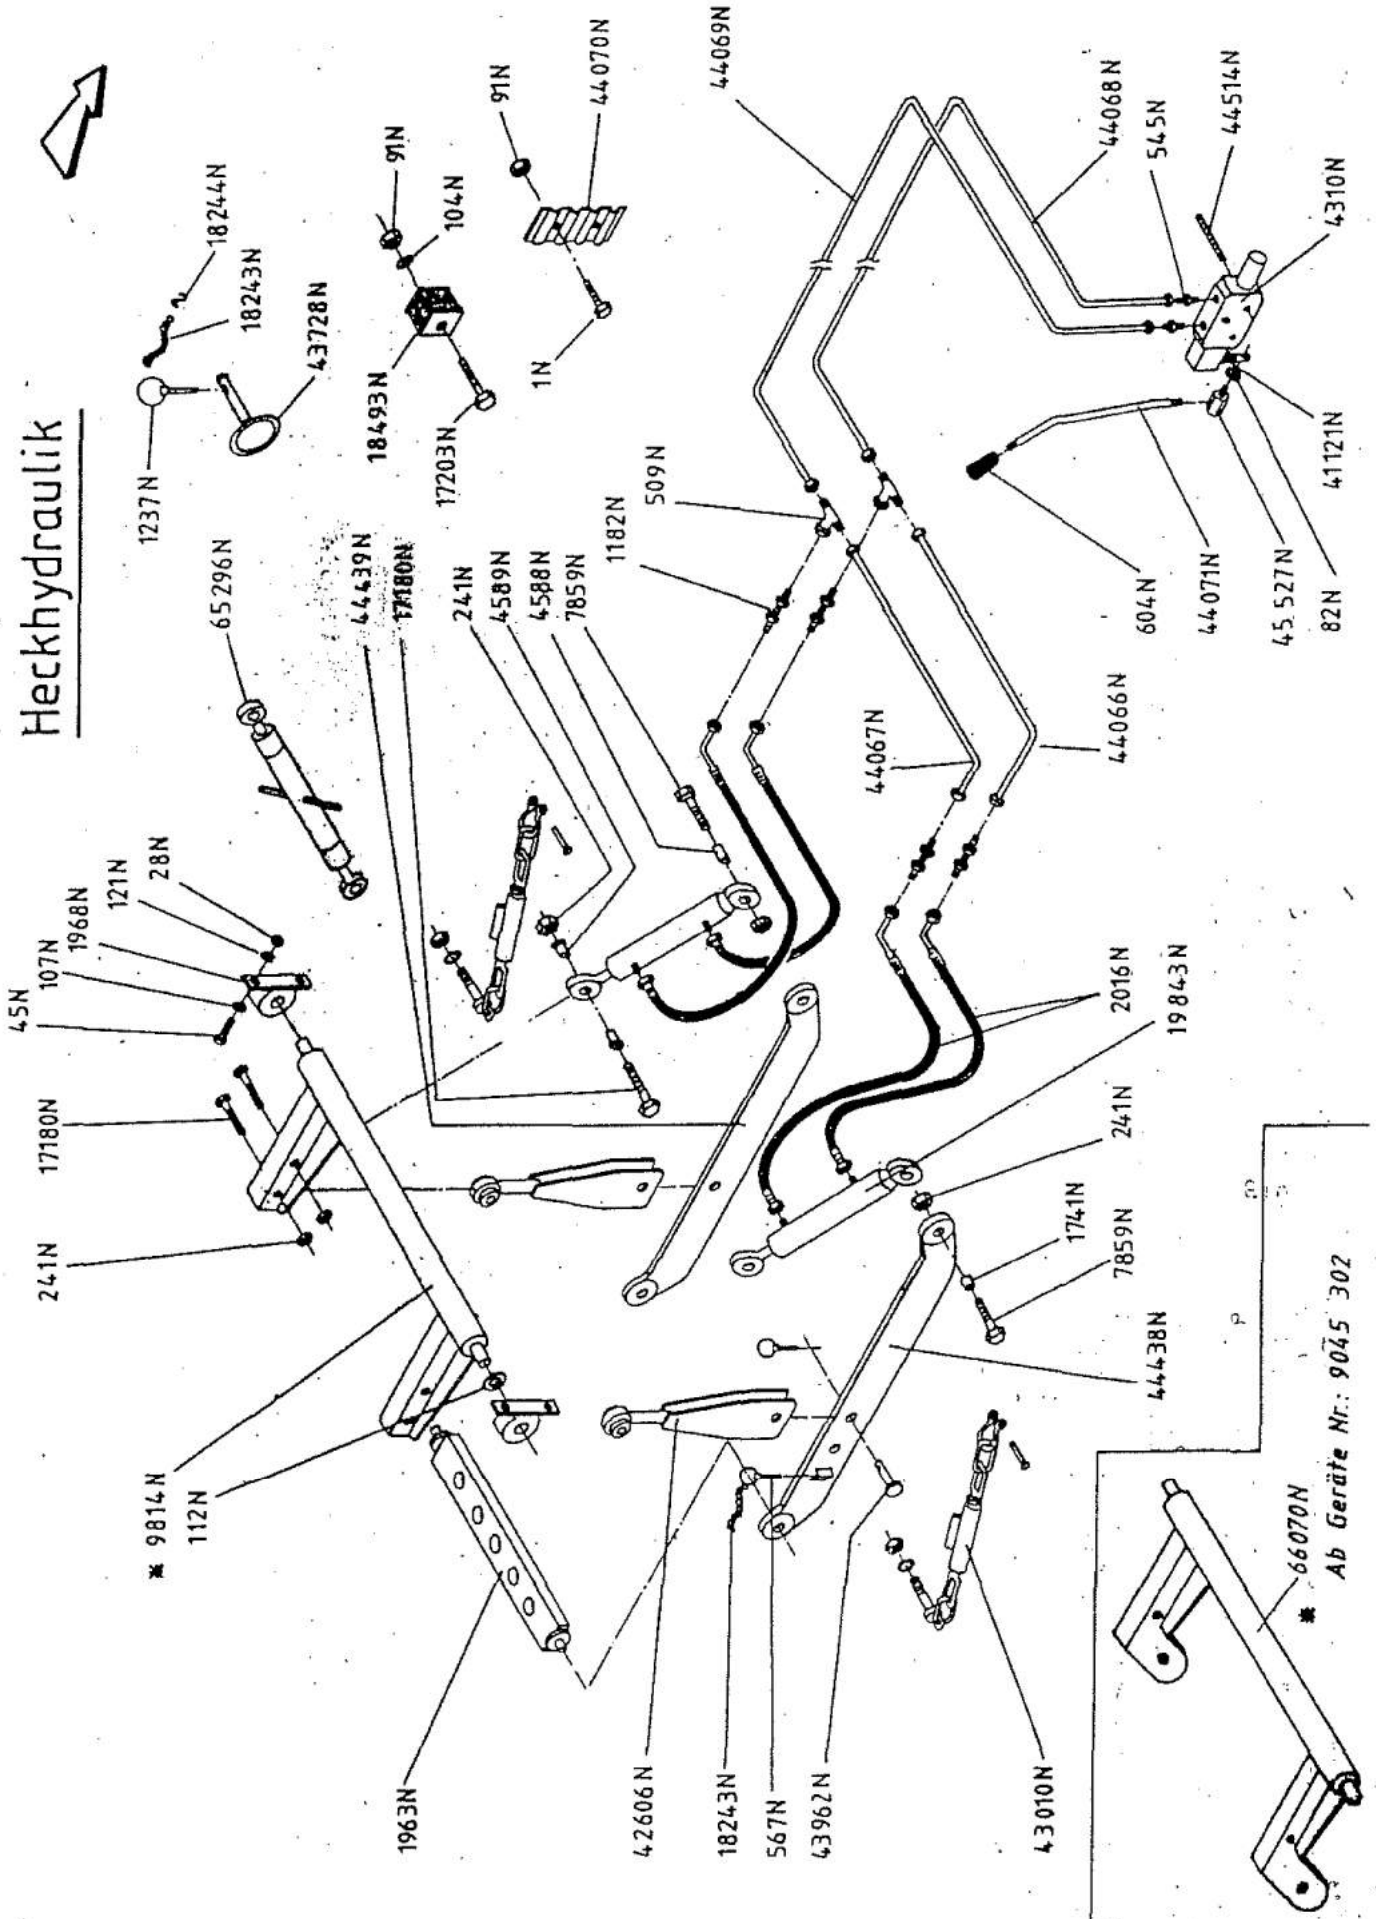 Heckhydraulik
45N
107N
1968N
121N
28N
65296N
1237N
18243N
18244N
43728N
17180N
241N
44439N
17180N
241N
4589N
4588N
7859N
18493N
17203N
91N
104N
1N
91N
44070N
※ 9814N
112N
1963N
1182N
509N
44069N
44068N
545N
44514N
4310N
604N
44071N
45527N
82N
41121N
44067N
44066N
2016N
19843N
241N
1741N
7859N
44438N
42606N
18243N
567N
43962N
43010N
※ 66070N
Ab Geräte Nr.: 9045 302